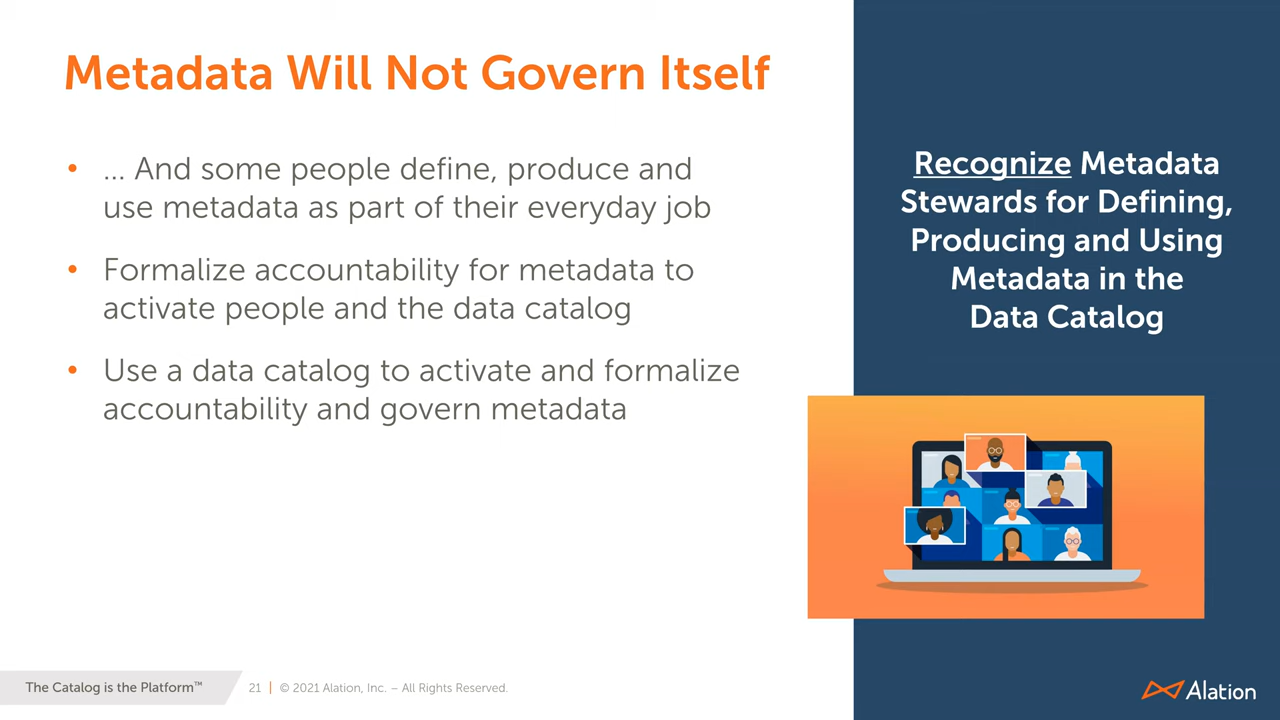 Metadata Will Not Govern Itself
• ... And some people define, produce and
use metadata as part of their everyday job
• Formalize accountability for metadata to
activate people and the data catalog
• Use a data catalog to activate and formalize
accountability and govern metadata
Recognize Metadata
Stewards for Defining,
Producing and Using
Metadata in the
Data Catalog
The Catalog is the Platform™
21 | © 2021 Alation, Inc. – All Rights Reserved.
Alation